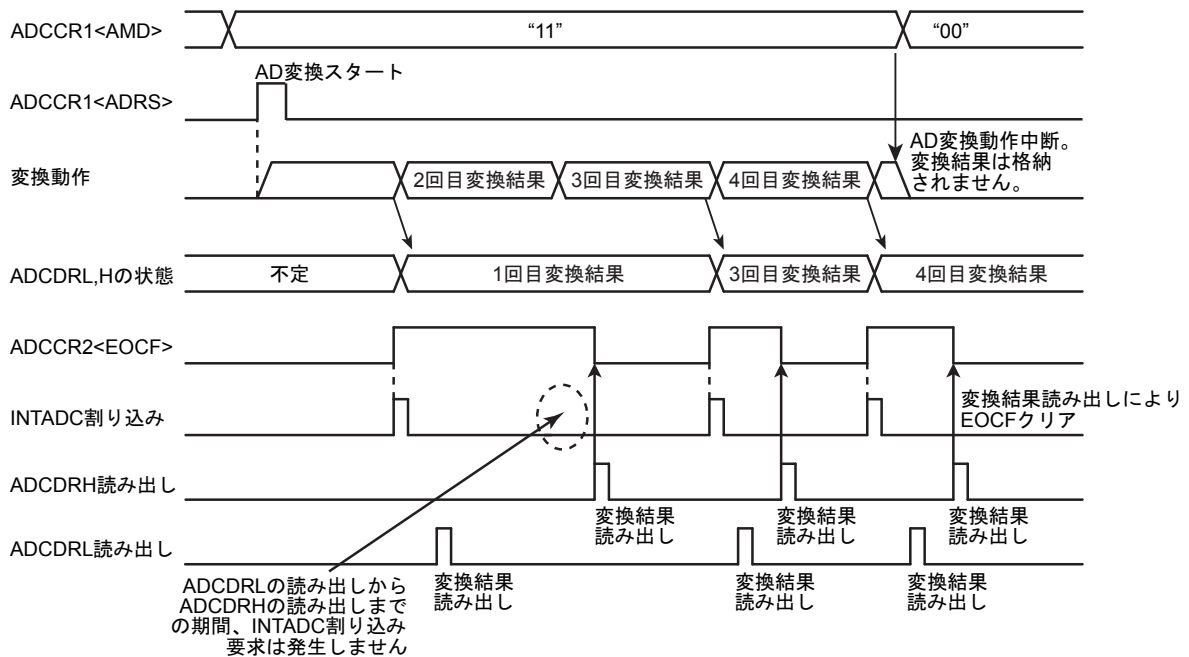 ADCCR1<AMD>
“11”
“00”
AD変換スタート
ADCCR1<ADRS>
AD変換動作中断。
変換結果は格納
されません。
変換動作
2回目変換結果
3回目変換結果
4回目変換結果
ADCDRL,Hの状態
不定
1回目変換結果
3回目変換結果
4回目変換結果
ADCCR2<EOCF>
INTADC割り込み
変換結果読み出しにより
EOCFクリア
ADCDRH読み出し
変換結果
読み出し
変換結果
読み出し
変換結果
読み出し
ADCDRL読み出し
変換結果
読み出し
変換結果
読み出し
変換結果
読み出し
ADCDRLの読み出しから
ADCDRHの読み出しまで
の期間、INTADC割り込み
要求は発生しません